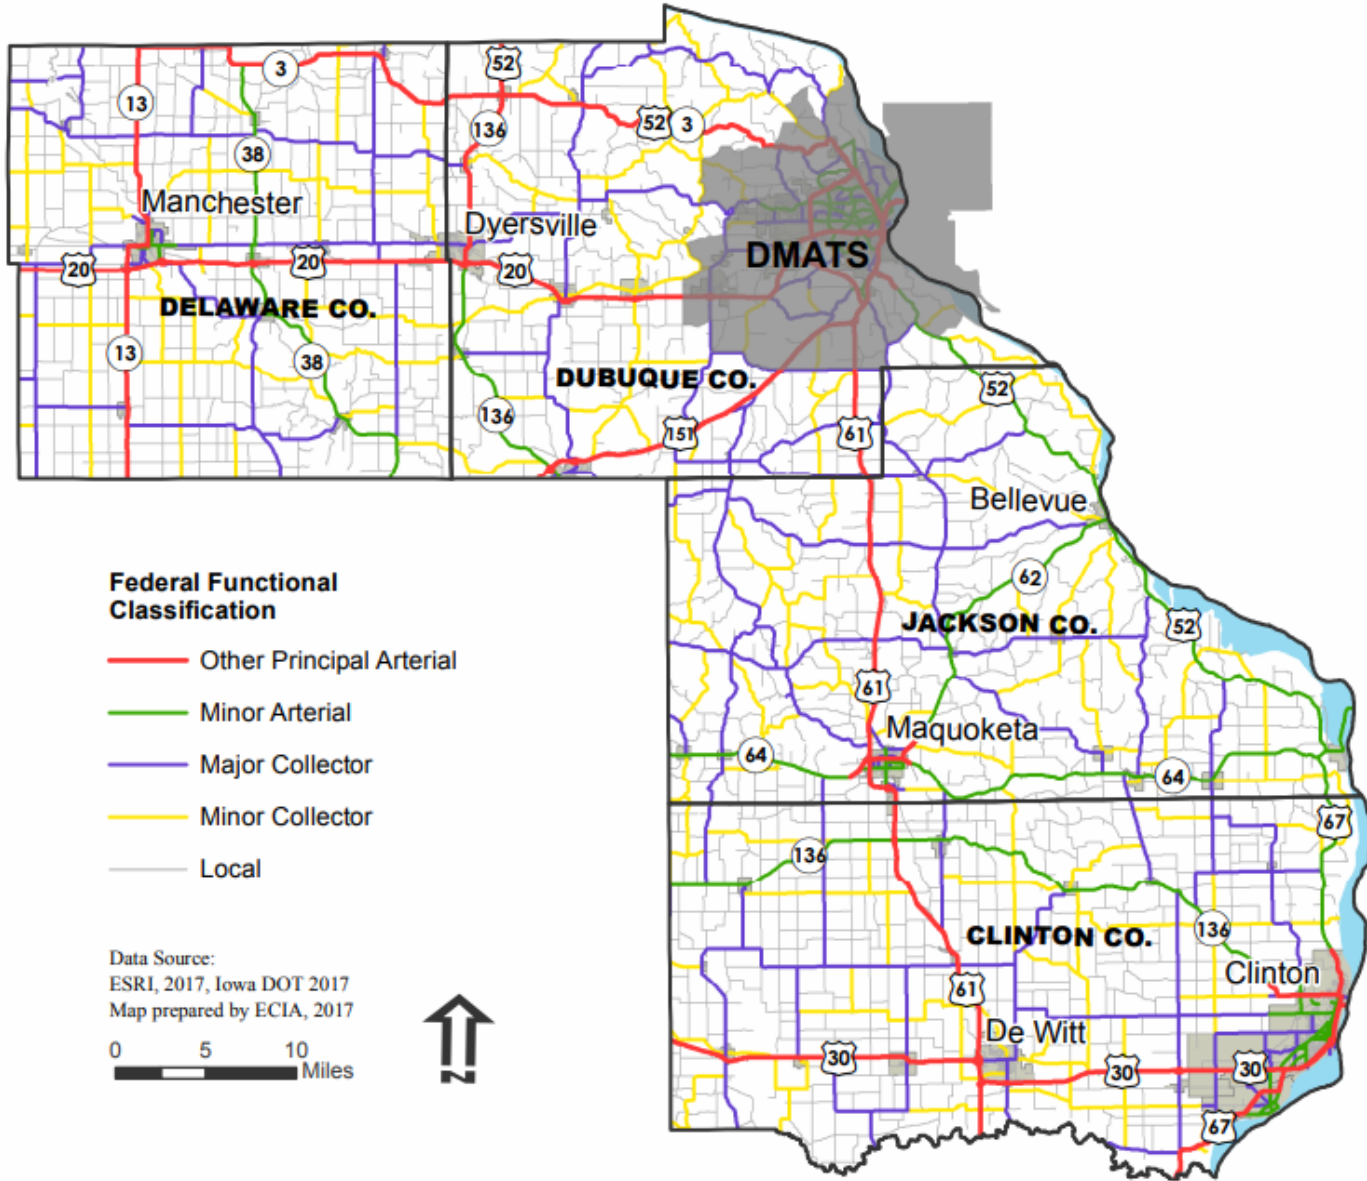 52
3
13
136
52
3
38
Manchester
Dyersville
DMATS
20
20
20
DELAWARE CO.
13
38
DUBUQUE CO.
52
136
151
61
Bellevue
62
JACKSON CO.
52
61
Maquoketa
64
64
67
136
136
CLINTON CO.
Clinton
61
De Witt
30
30
30
67
Federal Functional
Classification
Other Principal Arterial
Minor Arterial
Major Collector
Minor Collector
Local
Data Source:
ESRI, 2017, Iowa DOT 2017
Map prepared by ECIA, 2017
0 5 10
Miles
N